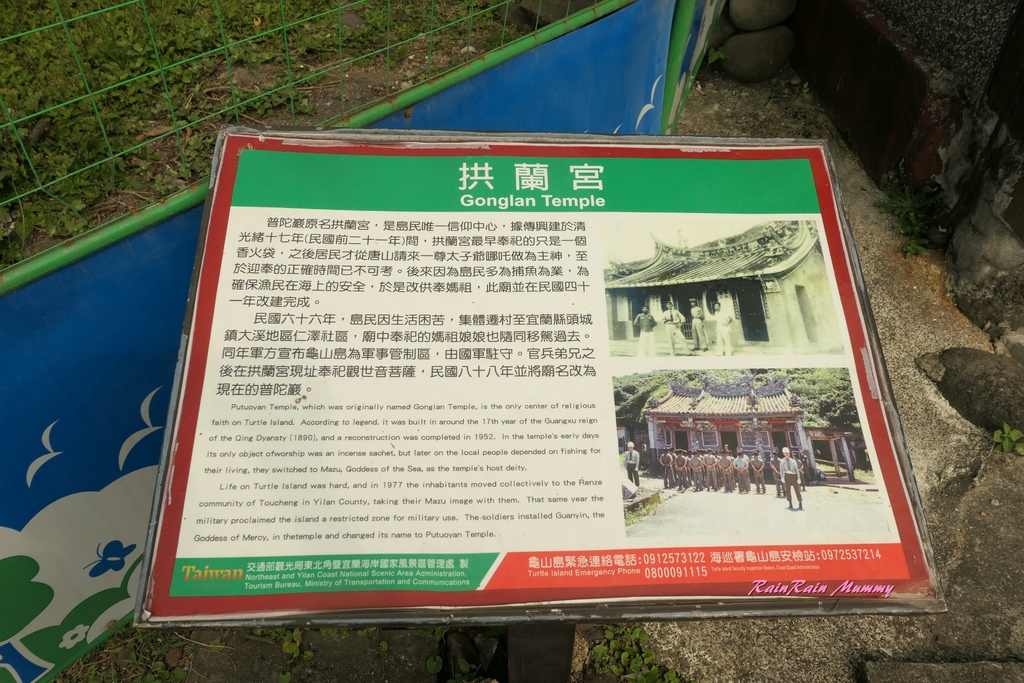 拱蘭宮
Gonglan Temple
普陀巖原名拱蘭宮，是島民唯一信仰中心，據傳興建於清
光緒十七年(民國前二十一年)間，拱蘭宮最早奉祀的只是一個
香火袋，之後居民才從唐山請來一尊太子爺哪吒做為主神，至
於迎奉的正確時間已不可考。後來因為島民多為捕魚為業，為
確保漁民在海上的安全，於是改供奉媽祖，此廟並在民國四十
一年改建完成。
民國六十六年，島民因生活困苦，集體遷村至宜蘭縣頭城
鎮大溪地區仁澤社區，廟中奉祀的媽祖娘娘也隨同移駕過去。
同年軍方宣布龜山島為軍事管制區，由國軍駐守。官兵弟兄之
後在拱蘭宮現址奉祀觀世音菩薩，民國八十八年並將廟名改為
現在的普陀巖。
Putuoyan Temple, which was originally named Gonglan Temple, is the only center of religious
faith on Turtle Island. According to legend, it was built in around the 17th year of the Guangxu reign
of the Qing Dyansty (1890), and a reconstruction was completed in 1952. In the temple's early days
its only object ofworship was an incense sachet, but later on the local people depended on fishing for
their living, they switched to Mazu, Goddess of the Sea, as the temple's host deity.
Life on Turtle Island was hard, and in 1977 the inhabitants moved collectively to the Renze
community of Toucheng in Yilan County, taking their Mazu image with them. That same year the
military proclaimed the island a restricted zone for military use. The soldiers installed Guanyin, the
Goddess of Mercy, in thetemple and changed its name to Putuoyan Temple.
Taiwan
交通部觀光局東北角暨宜蘭海岸國家風景區管理處 製
Northeast and Yilan Coast National Scenic Area Administration,
Tourism Bureau, Ministry of Transportation and Communications
龜山島緊急連絡電話：0912573122 海巡署龜山島安檢站：0972537214
Turtle Island Emergency Phone 0800091115 Turtle Island Security Inspection Station, Coast Guard Administration
RainRain Mummy